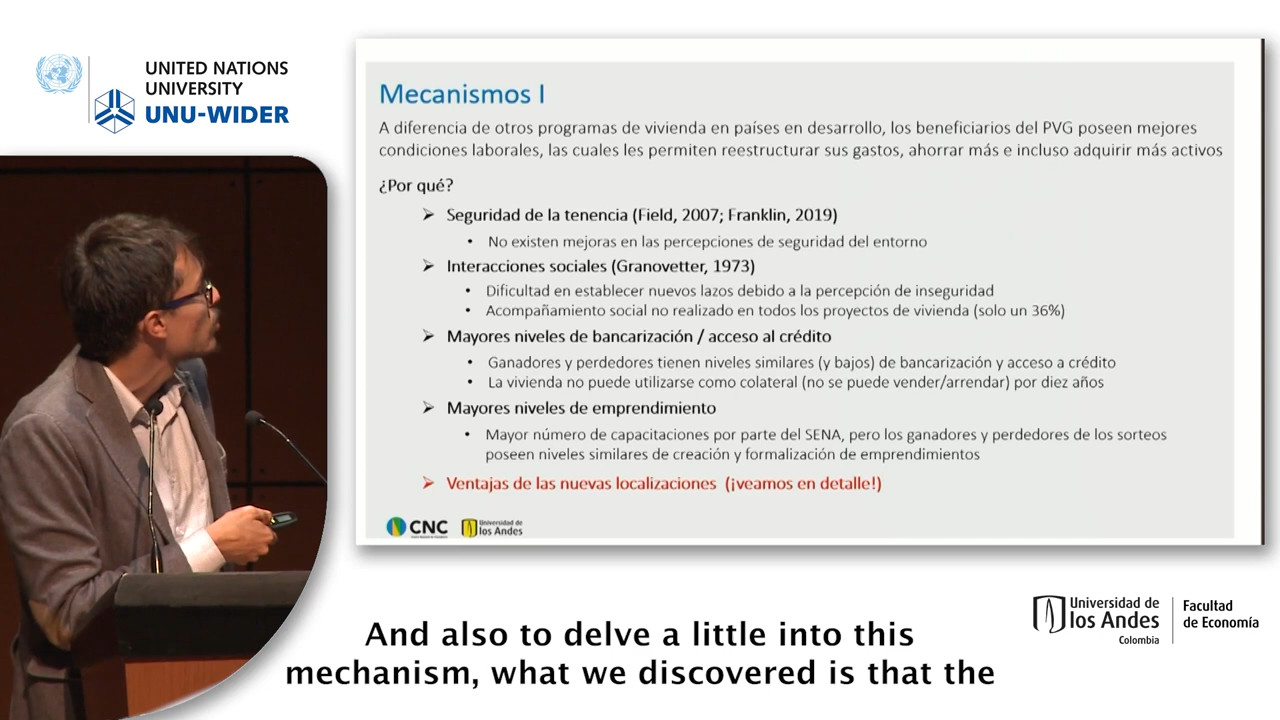 UNITED NATIONS
UNIVERSITY
UNU-WIDER
Mecanismos I
A diferencia de otros programas de vivienda en países en desarrollo, los beneficiarios del PVG poseen mejores
condiciones laborales, las cuales les permiten reestructurar sus gastos, ahorrar más e incluso adquirir más activos
¿Por qué?
➢ Seguridad de la tenencia (Field, 2007; Franklin, 2019)
• No existen mejoras en las percepciones de seguridad del entorno
➢ Interacciones sociales (Granovetter, 1973)
• Dificultad en establecer nuevos lazos debido a la percepción de inseguridad
• Acompañamiento social no realizado en todos los proyectos de vivienda (solo un 36%)
➢ Mayores niveles de bancarización / acceso al crédito
• Ganadores y perdedores tienen niveles similares (y bajos) de bancarización y acceso a crédito
• La vivienda no puede utilizarse como colateral (no se puede vender/arrendar) por diez años
➢ Mayores niveles de emprendimiento
• Mayor número de capacitaciones por parte del SENA, pero los ganadores y perdedores de los sorteos
poseen niveles similares de creación y formalización de emprendimientos
➢ Ventajas de las nuevas localizaciones (¡veamos en detalle!)
CNC
Universidad de
los Andes
And also to delve a little into this
mechanism, what we discovered is that the
Universidad de
los Andes
Colombia
Facultad
de Economía